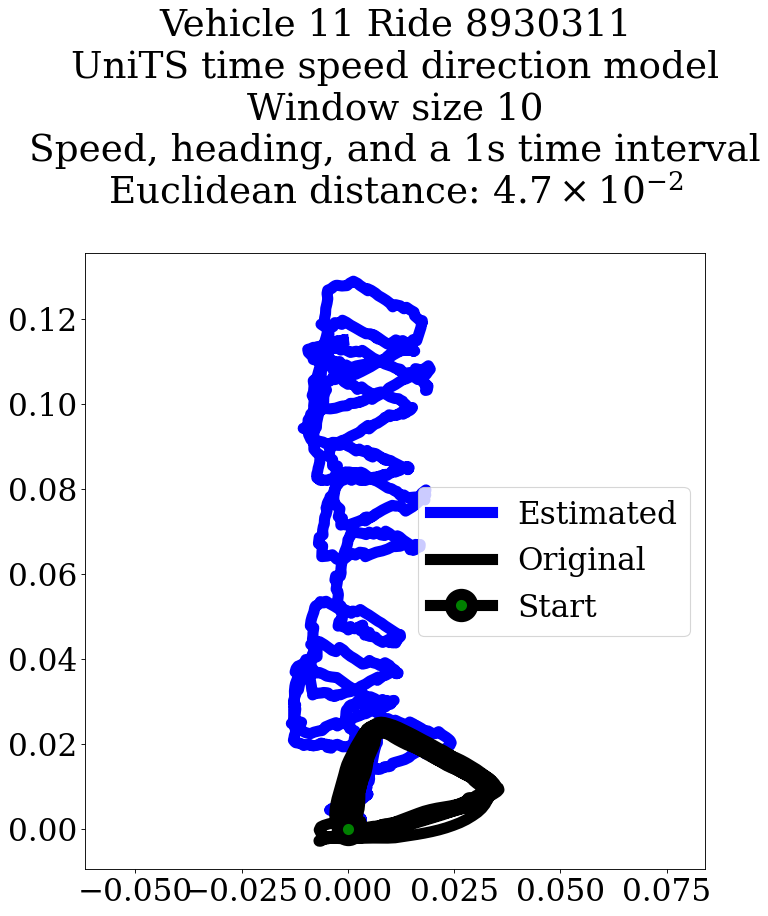 Vehicle 11 Ride 8930311
UniTS time speed direction model
Window size 10
Speed, heading, and a 1s time interval
Euclidean distance: 4.7 × 10⁻²
0.12
0.10
0.08
0.06
0.04
0.02
0.00
Estimated
Original
Start
−0.050 −0.025 0.000 0.025 0.050 0.075